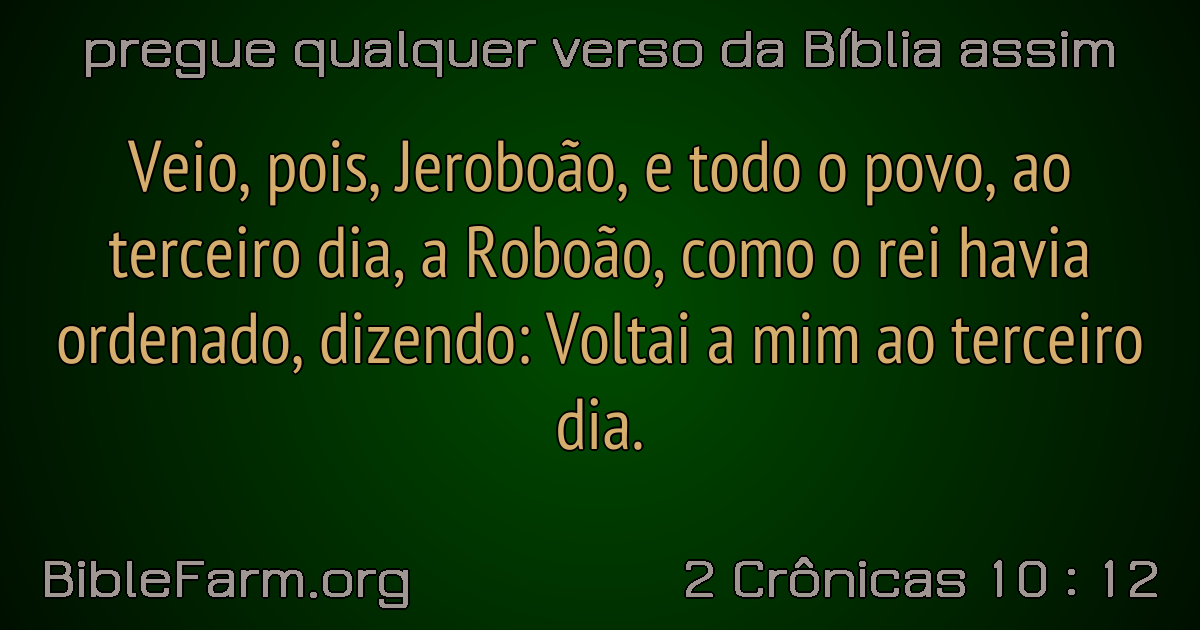 pregue qualquer verso da Bíblia assim
Veio, pois, Jeroboão, e todo o povo, ao
terceiro dia, a Roboão, como o rei havia
ordenado, dizendo: Voltai a mim ao terceiro
dia.
BibleFarm.org 2 Crônicas 10 : 12